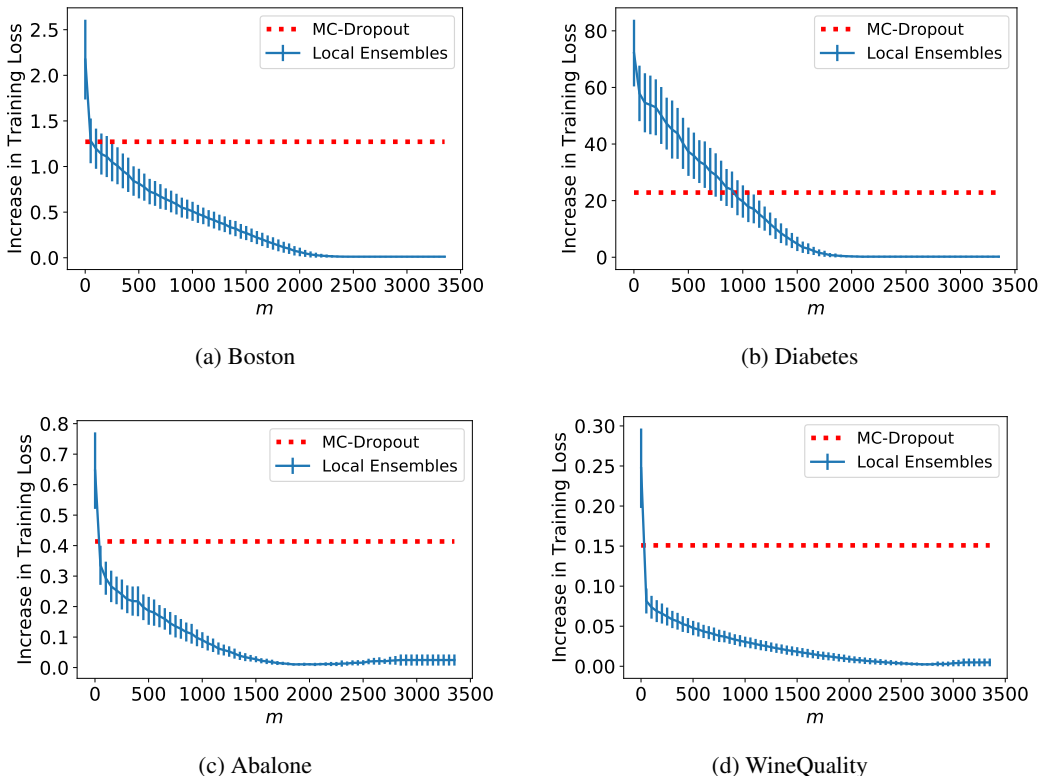 2.5
2.0
1.5
1.0
0.5
0.0
Increase in Training Loss
MC-Dropout
Local Ensembles
0 500 1000 1500 2000 2500 3000 3500
m
(a) Boston
80
60
40
20
0
Increase in Training Loss
MC-Dropout
Local Ensembles
0 500 1000 1500 2000 2500 3000 3500
m
(b) Diabetes
0.8
0.7
0.6
0.5
0.4
0.3
0.2
0.1
0.0
Increase in Training Loss
MC-Dropout
Local Ensembles
0 500 1000 1500 2000 2500 3000 3500
m
(c) Abalone
0.30
0.25
0.20
0.15
0.10
0.05
0.00
Increase in Training Loss
MC-Dropout
Local Ensembles
0 500 1000 1500 2000 2500 3000 3500
m
(d) WineQuality